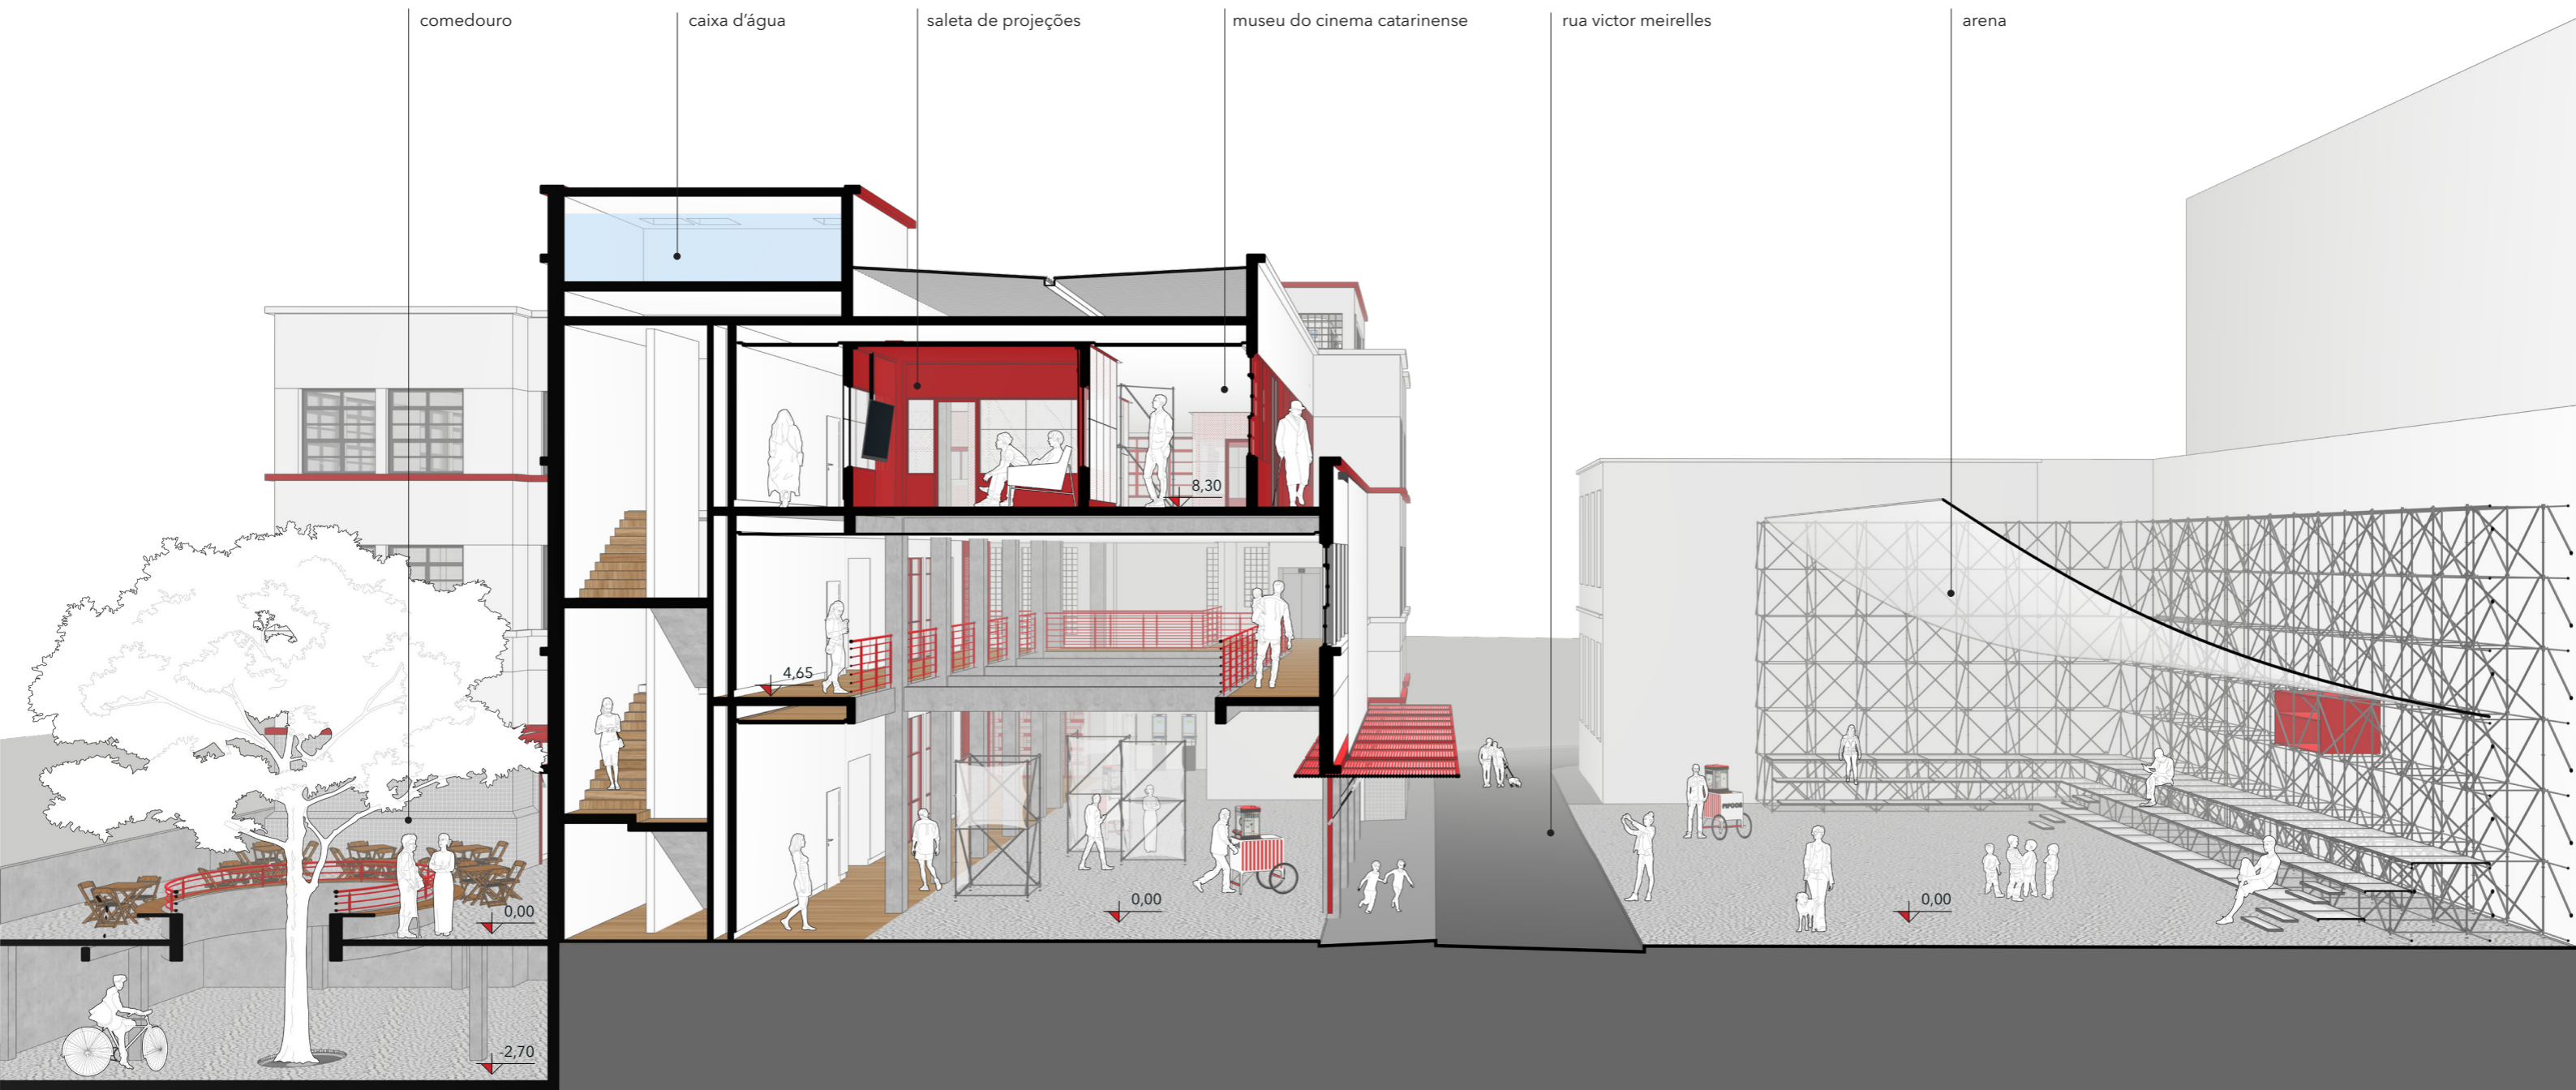 comedouro
caixa d'água
saleta de projeções
museu do cinema catarinense
rua victor meirelles
arena
8,30
4,65
PIPOCAS
0,00
0,00
0,00
-2,70